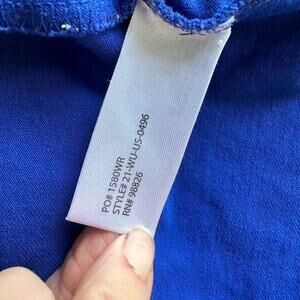 PO# 1580WR
STYLE# 21-WU-US-0496
RN# 98826